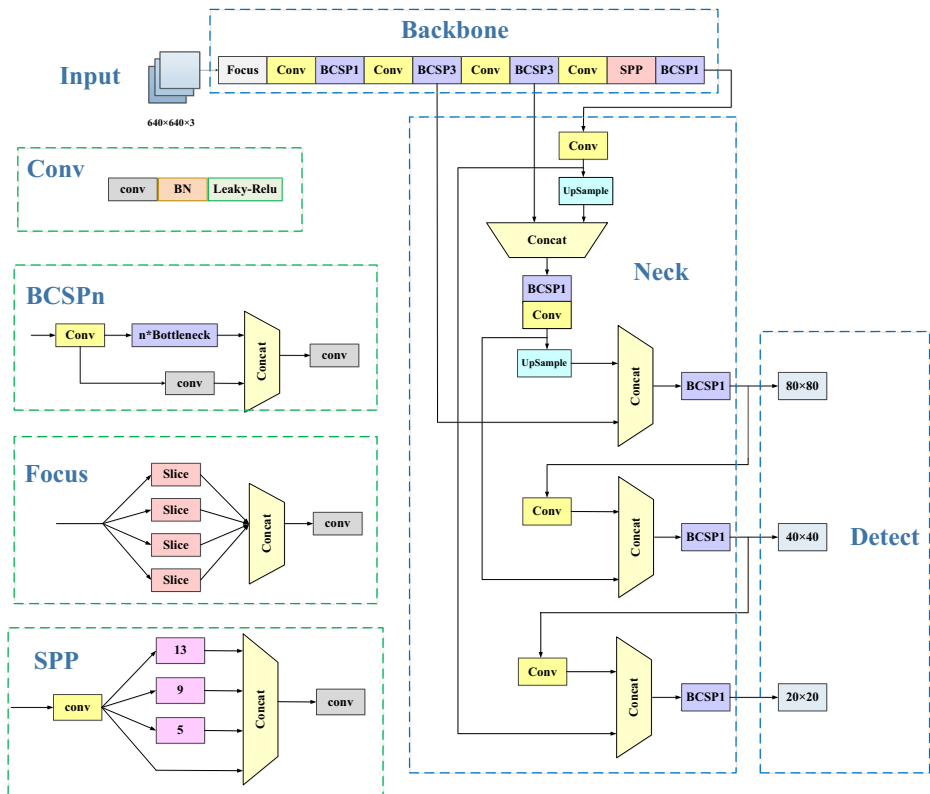 Backbone
Input
Focus Conv BCSP1 Conv BCSP3 Conv BCSP3 Conv SPP BCSP1
640×640×3
Conv
conv BN Leaky-Relu
BCSPn
Conv n*Bottleneck
conv
Concat
conv
Focus
Slice
Slice
Slice
Slice
Concat
conv
SPP
conv
13
9
5
Concat
conv
Neck
Conv
UpSample
Concat
BCSP1
Conv
UpSample
Concat
BCSP1
Conv
Concat
BCSP1
Conv
Concat
BCSP1
Detect
80×80
40×40
20×20